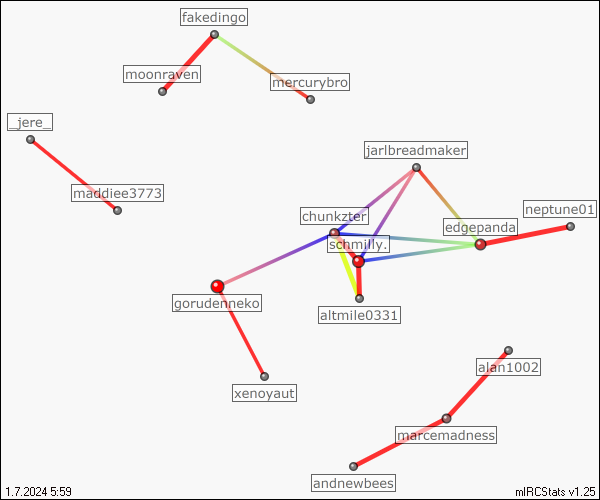 fakedingo
moonraven
mercurybro
_jere_
jarlbreadmaker
maddiee3773
neptune01
chunkzter
edgepanda
schmilly.
gorudenneko
altmile0331
alan1002
xenoyaut
marcemadness
andnewbees
1.7.2024 5:59
mIRCStats v1.25